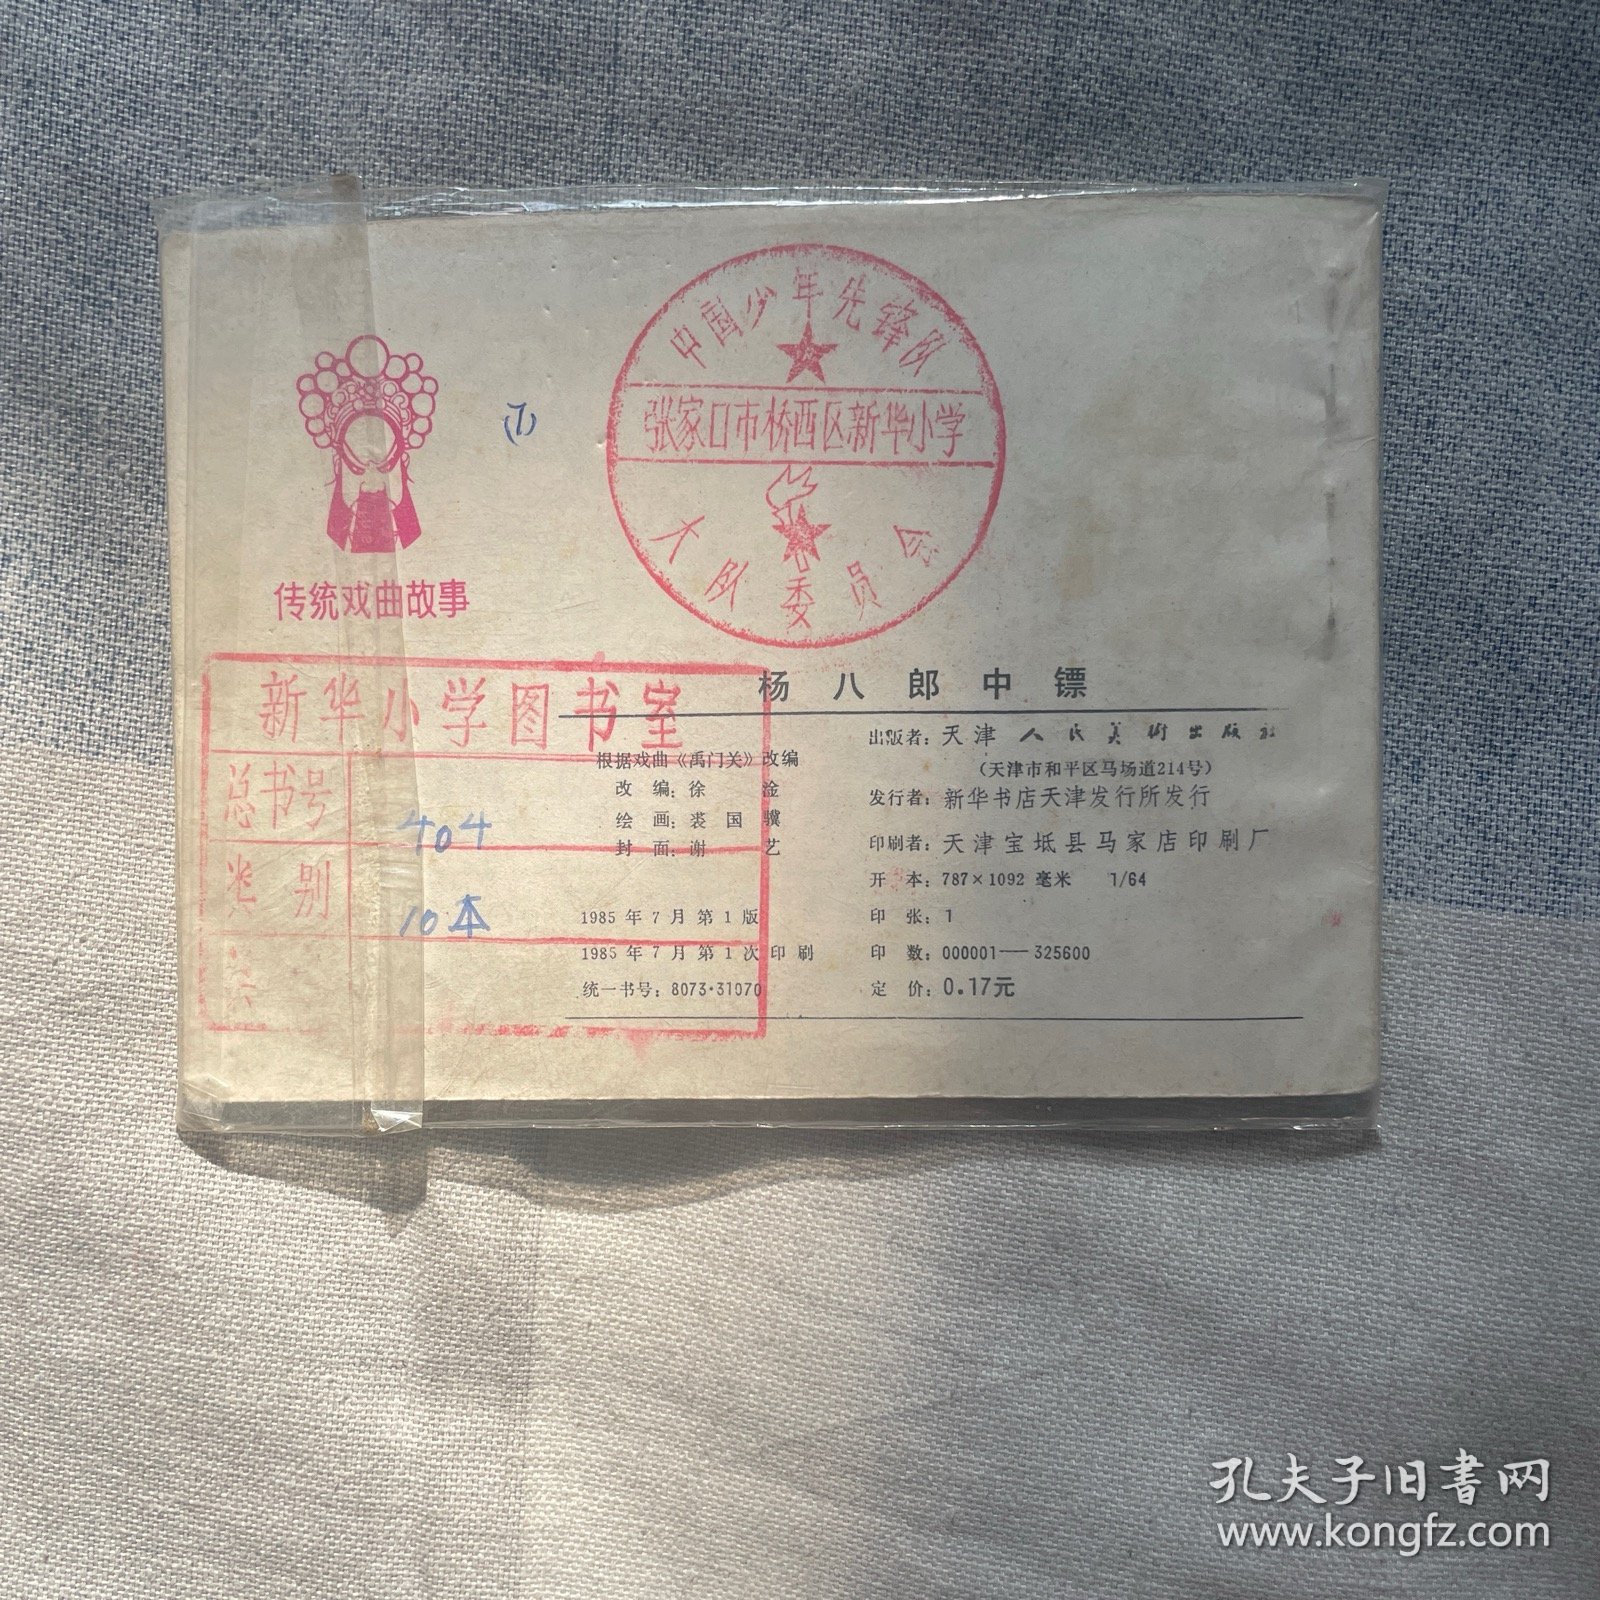 中国少年先锋队
张家口市桥西区新华小学
大队委员会
(7)
传统戏曲故事
新华小学图书室
总书号
404
类别
10本
杨八郎中镖
根据戏曲《禹门关》改编
改编:徐淦
绘画:裘国骥
封面:谢艺
1985年7月第1版
1985年7月第1次印刷
统一书号:8073·31070
出版者:天津人民美术出版社
(天津市和平区马场道214号)
发行者:新华书店天津发行所发行
印刷者:天津宝坻县马家店印刷厂
开本:787×1092毫米 1/64
印张:1
印数:000001—325600
定价:0.17元
孔夫子旧书网
www.kongfz.com